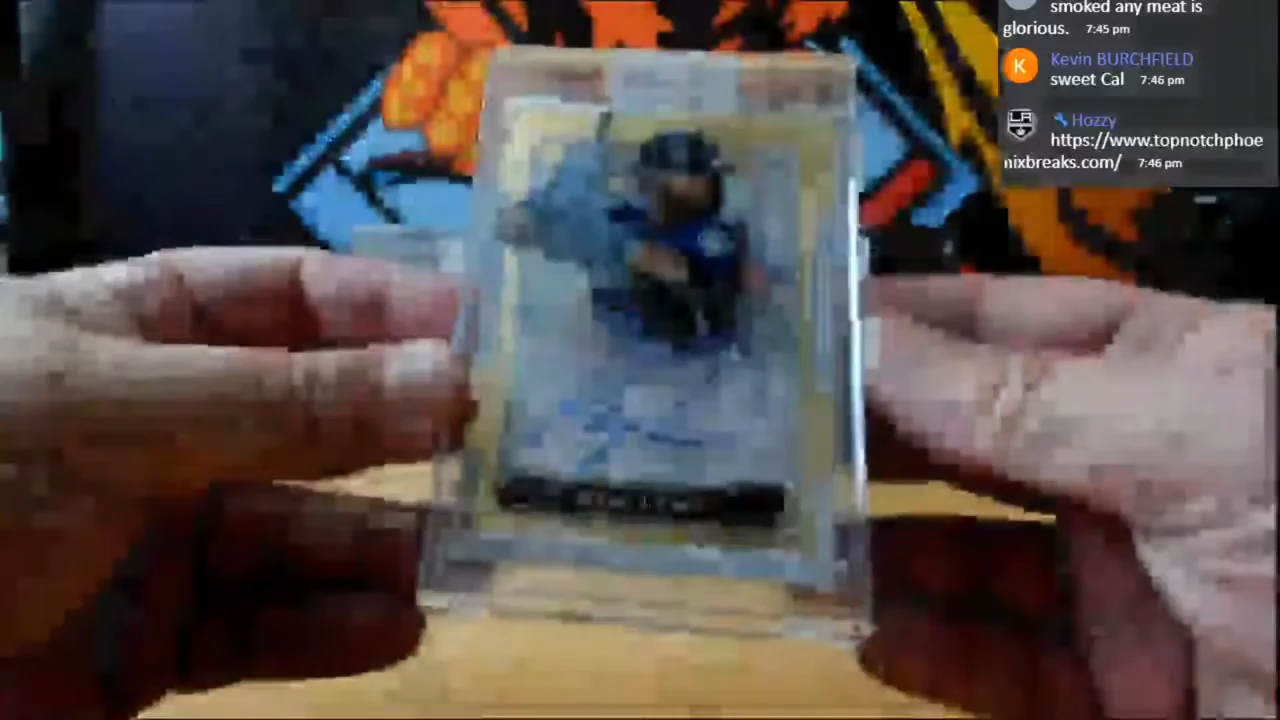 smoked any meat is
glorious. 7:45 pm
K Kevin BURCHFIELD
sweet Cal 7:46 pm
LA Hozzy
https://www.topnotchphoe
nixbreaks.com/ 7:46 pm